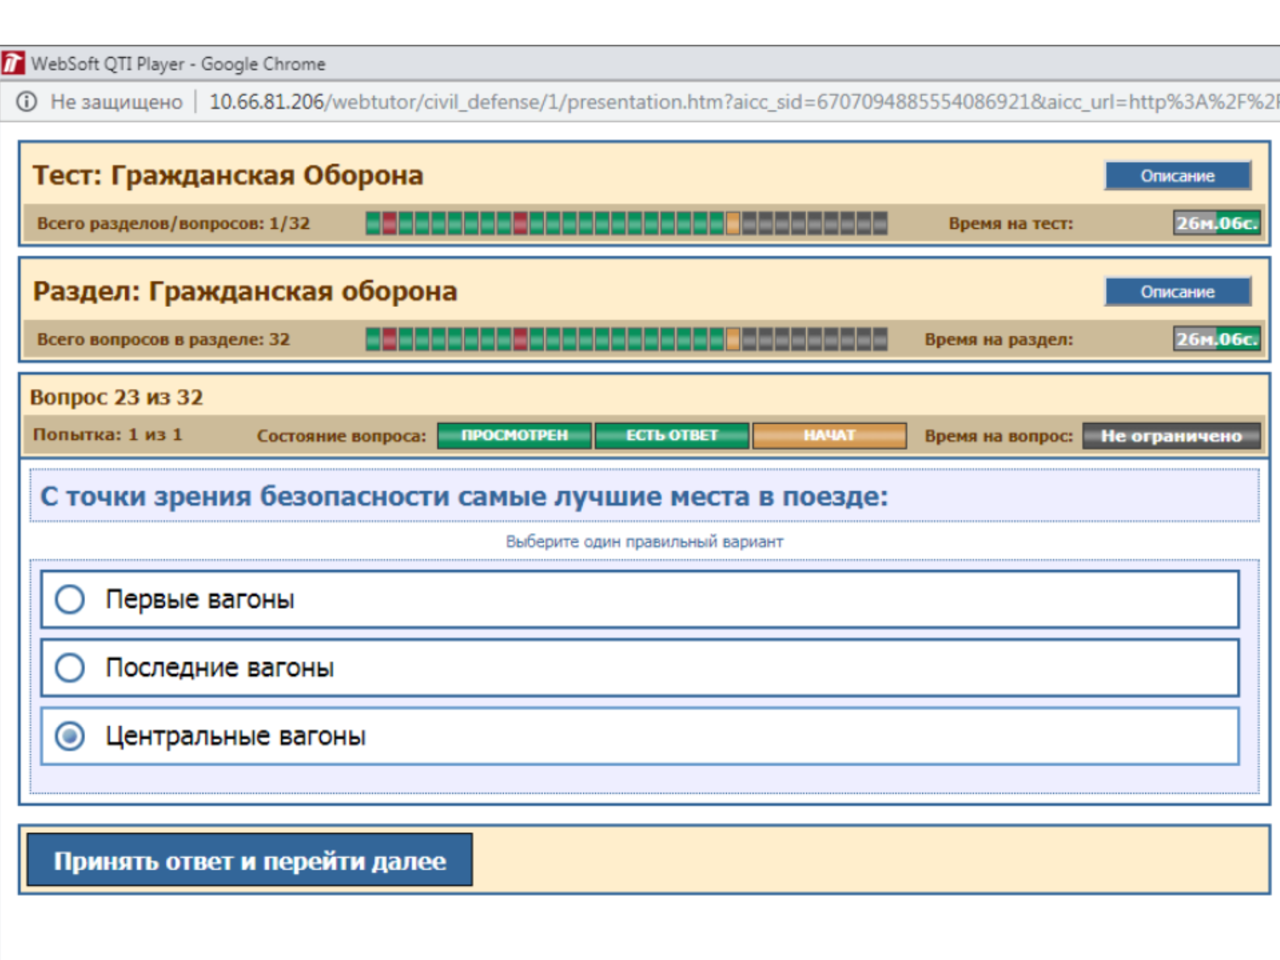 WebSoft QTI Player - Google Chrome
Не защищено | 10.66.81.206/webtutor/civil_defense/1/presentation.htm?aicc_sid=6707094885554086921&aicc_url=http%3A%2F%2F
Тест: Гражданская Оборона
Описание
Всего разделов/вопросов: 1/32
Время на тест:
26м.06с.
Раздел: Гражданская оборона
Описание
Всего вопросов в разделе: 32
Время на раздел:
26м.06с.
Вопрос 23 из 32
Попытка: 1 из 1
Состояние вопроса:
ПРОСМОТРЕН
ЕСТЬ ОТВЕТ
НАЧАТ
Время на вопрос:
Не ограничено
С точки зрения безопасности самые лучшие места в поезде:
Выберите один правильный вариант
Первые вагоны
Последние вагоны
Центральные вагоны
Принять ответ и перейти далее